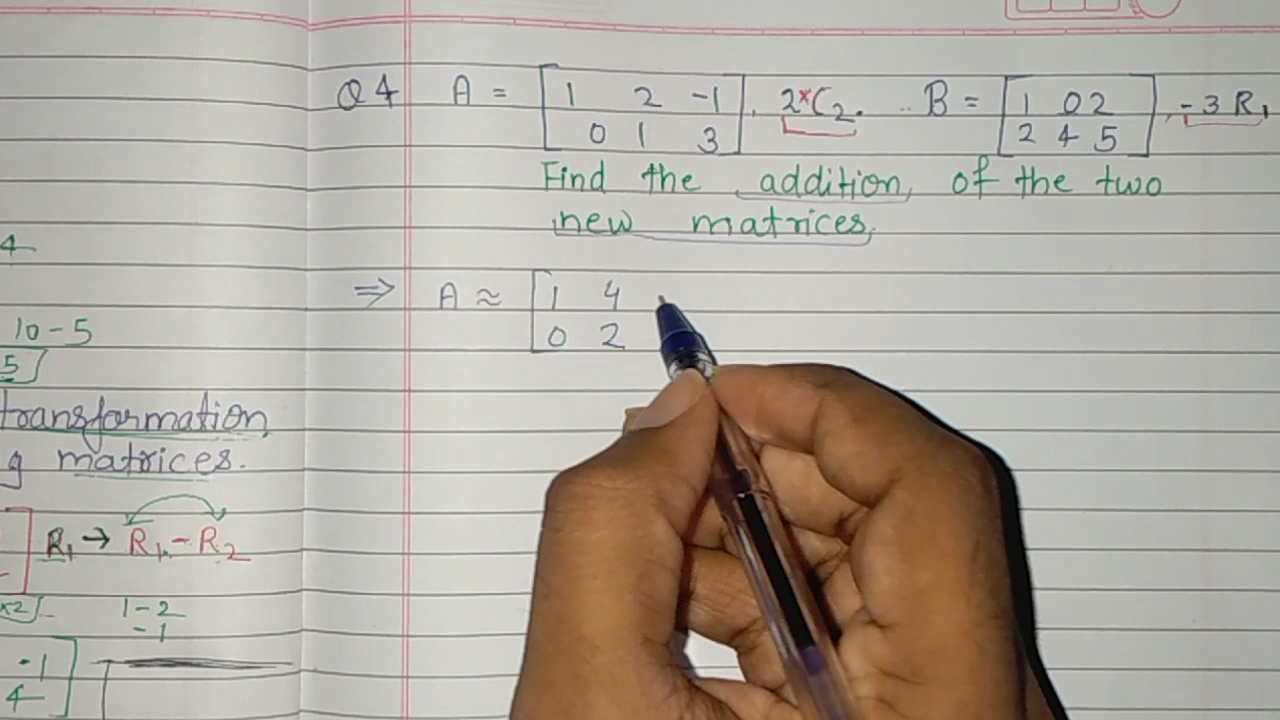 Q4 A = [1 2 -1], 2×C2. B = [1 0 2], -3R1
[0 1 3] [2 4 5]
Find the addition, of the two
new matrices,
⇒ A ≈ [1 4
0 2
4
10-5
5]
transformation
g matrices.
R1 → R1-R2
×2]
1-2
-1
-1]
4